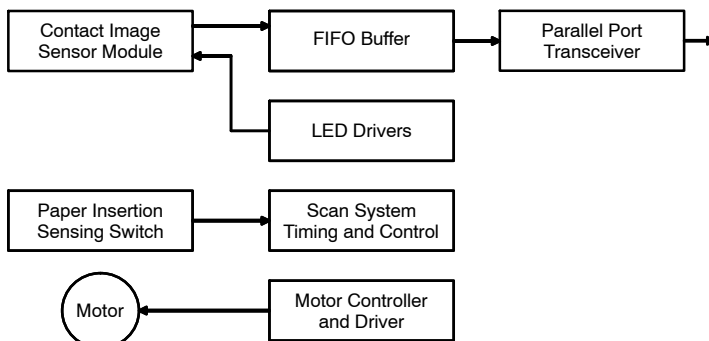 Contact Image
Sensor Module
FIFO Buffer
Parallel Port
Transceiver
LED Drivers
Paper Insertion
Sensing Switch
Scan System
Timing and Control
Motor
Motor Controller
and Driver